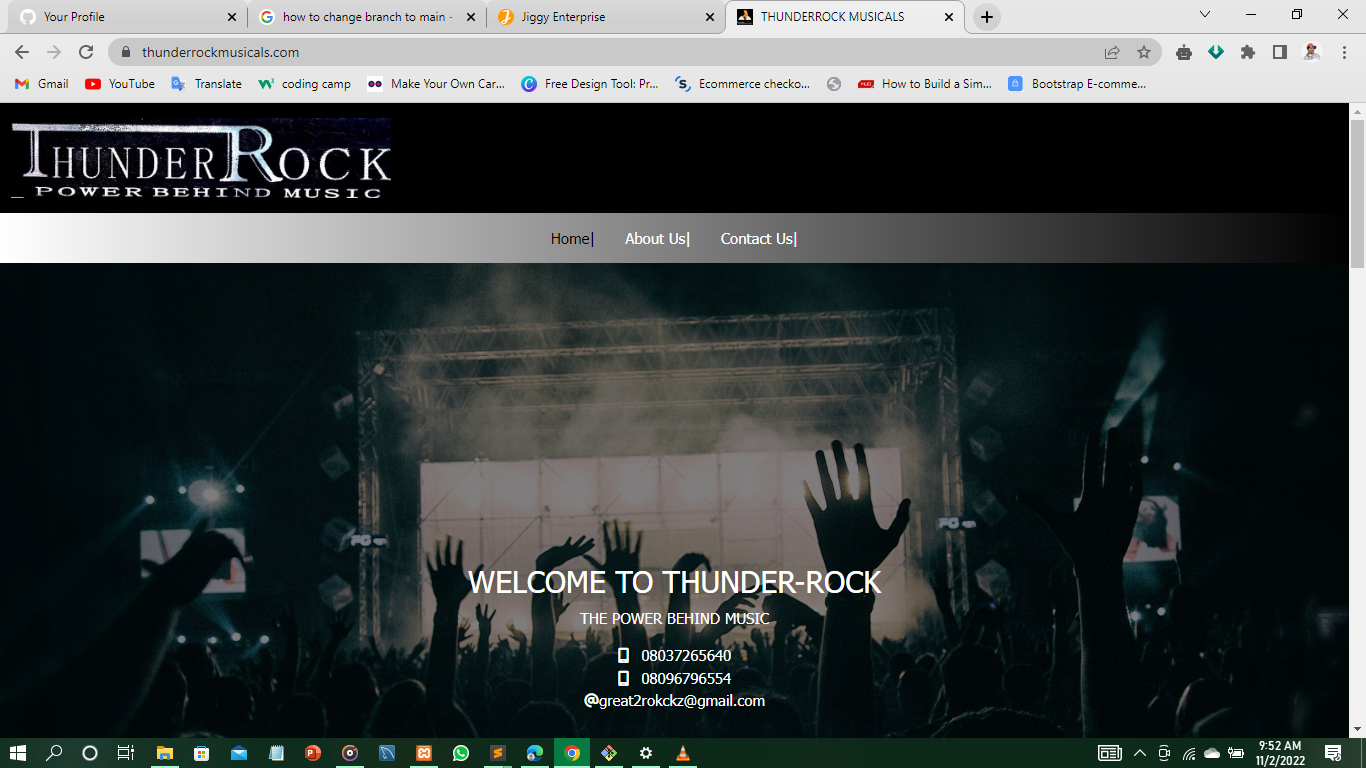 Your Profile
how to change branch to main -
Jiggy Enterprise
THUNDERROCK MUSICALS
thunderrockmusicals.com
Gmail
YouTube
Translate
coding camp
Make Your Own Car...
Free Design Tool: Pr...
Ecommerce checko...
How to Build a Sim...
Bootstrap E-comme...
THUNDERROCK
_ POWER BEHIND MUSIC
Home|
About Us|
Contact Us|
WELCOME TO THUNDER-ROCK
THE POWER BEHIND MUSIC
08037265640
08096796554
@great2rokckz@gmail.com
9:52 AM
11/2/2022